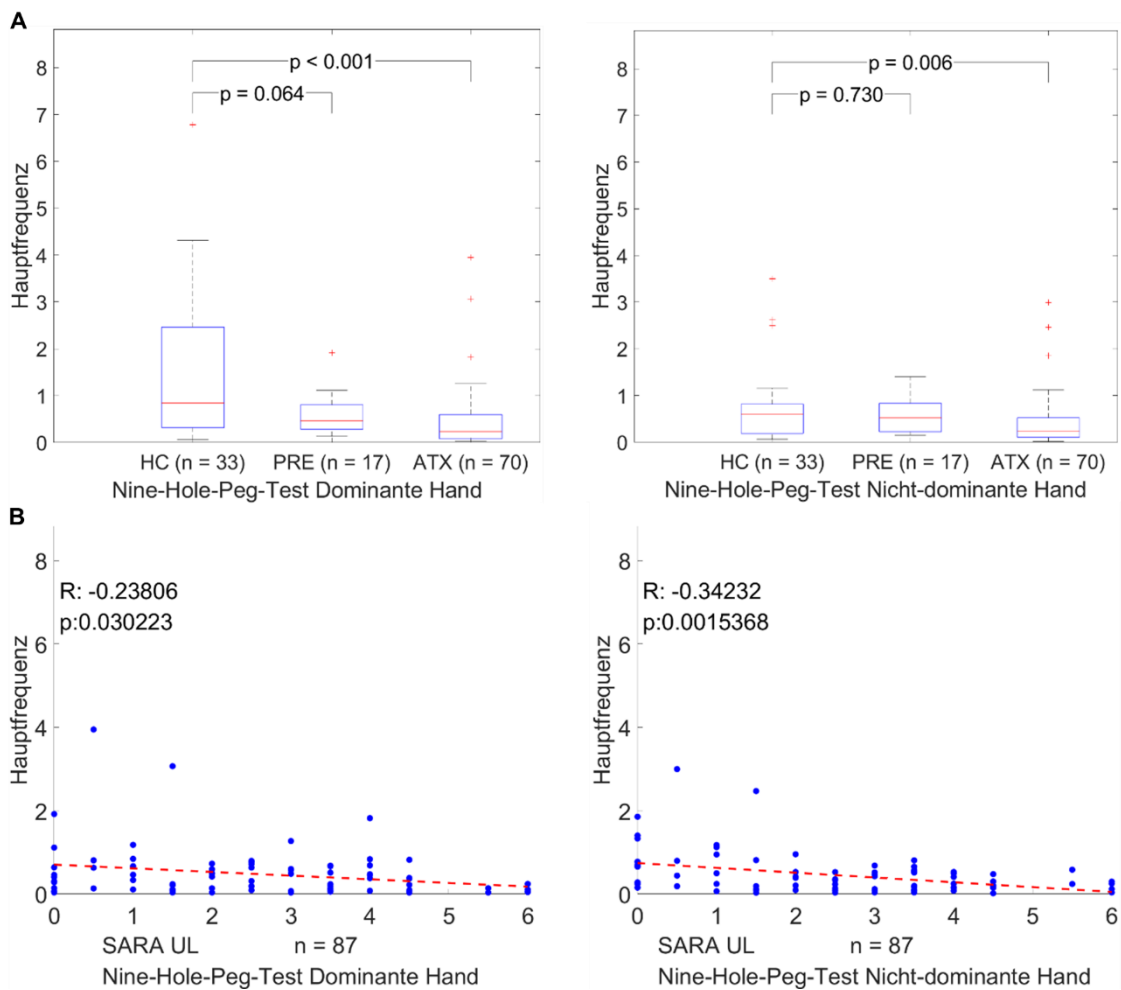 A
Hauptfrequenz
8
7
6
5
4
3
2
1
0
p < 0.001
p = 0.064
HC (n = 33) PRE (n = 17) ATX (n = 70)
Nine-Hole-Peg-Test Dominante Hand
Hauptfrequenz
8
7
6
5
4
3
2
1
0
p = 0.006
p = 0.730
HC (n = 33) PRE (n = 17) ATX (n = 70)
Nine-Hole-Peg-Test Nicht-dominante Hand
B
Hauptfrequenz
8
6
4
2
0
R: -0.23806
p:0.030223
0 1 2 3 4 5 6
SARA UL n = 87
Nine-Hole-Peg-Test Dominante Hand
Hauptfrequenz
8
6
4
2
0
R: -0.34232
p:0.0015368
0 1 2 3 4 5 6
SARA UL n = 87
Nine-Hole-Peg-Test Nicht-dominante Hand